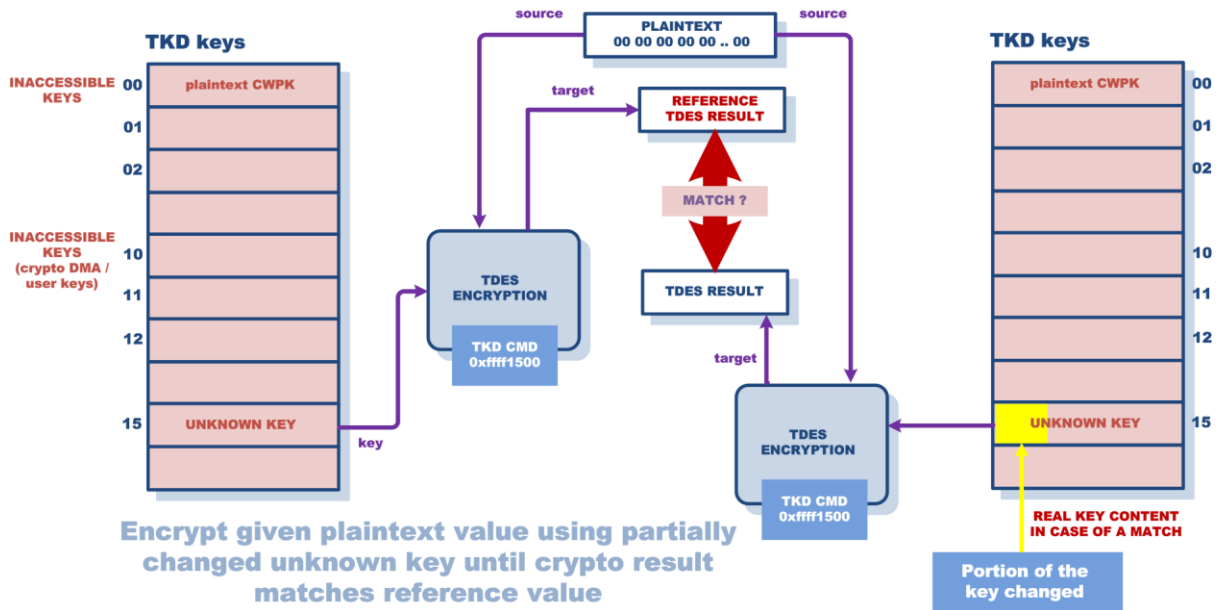 source
source
PLAINTEXT
00 00 00 00 00 .. 00
TKD keys
TKD keys
INACCESSIBLE
KEYS
00
plaintext CWPK
01
02
INACCESSIBLE
KEYS
(crypto DMA /
user keys)
10
11
12
15
UNKNOWN KEY
key
target
REFERENCE
TDES RESULT
MATCH ?
TDES RESULT
target
TDES
ENCRYPTION
TKD CMD
0xffff1500
TDES
ENCRYPTION
TKD CMD
0xffff1500
plaintext CWPK
00
01
02
10
11
12
UNKNOWN KEY
15
REAL KEY CONTENT
IN CASE OF A MATCH
Portion of the
key changed
Encrypt given plaintext value using partially
changed unknown key until crypto result
matches reference value